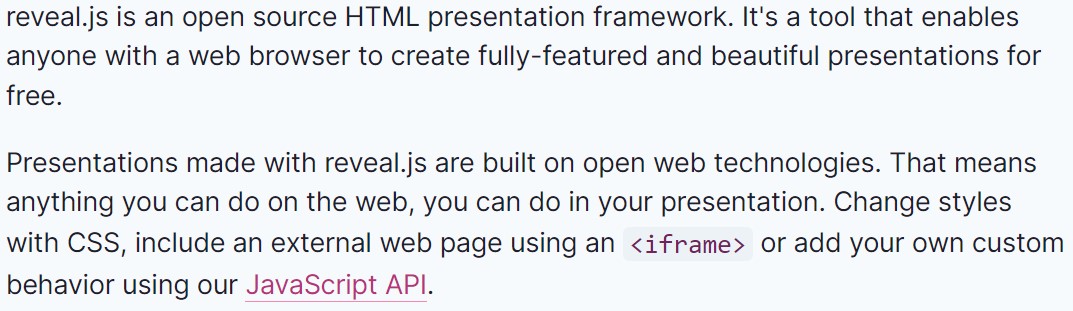 reveal.js is an open source HTML presentation framework. It's a tool that enables
anyone with a web browser to create fully-featured and beautiful presentations for
free.
Presentations made with reveal.js are built on open web technologies. That means
anything you can do on the web, you can do in your presentation. Change styles
with CSS, include an external web page using an <iframe> or add your own custom
behavior using our JavaScript API.